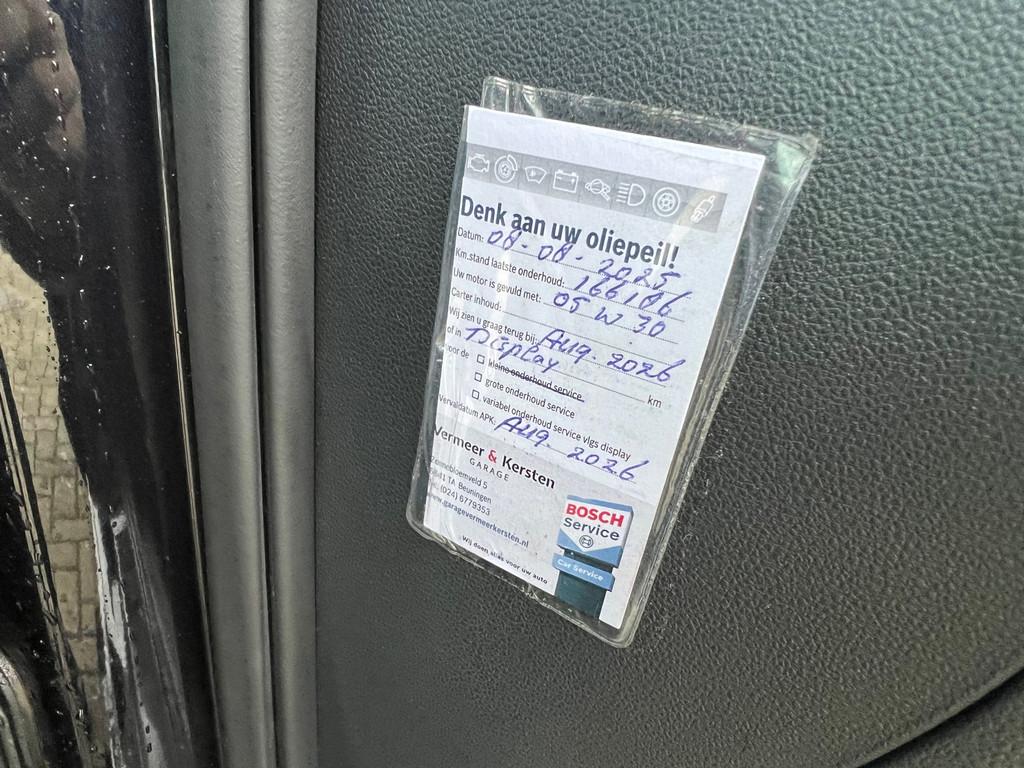 Denk aan uw oliepeil!
Datum: 08-08-2025
Km.stand laatste onderhoud: 166106
Uw motor is gevuld met: 05 W 30
Carter inhoud:
Wij zien u graag terug bij: Aug. 2026
of in Display km
voor de kleine onderhoud service
grote onderhoud service
variabel onderhoud service vlgs display
Vervaldatum APK: Aug. 2026
Vermeer & Kersten
GARAGE
5
TA Beuningen
(024) 6779353
www.garagevermeerkersten.nl
Wij doen alles voor uw auto
BOSCH
Service
Car Service